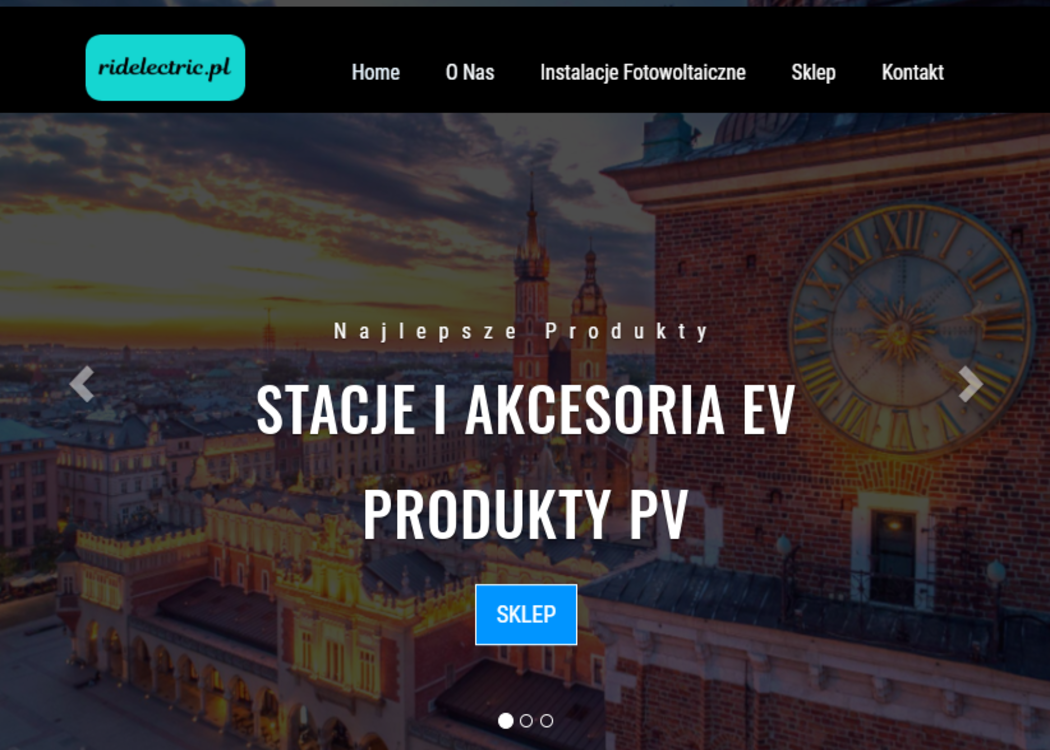 ridelectric.pl
Home O Nas Instalacje Fotowoltaiczne Sklep Kontakt
Najlepsze Produkty
STACJE I AKCESORIA EV
PRODUKTY PV
SKLEP